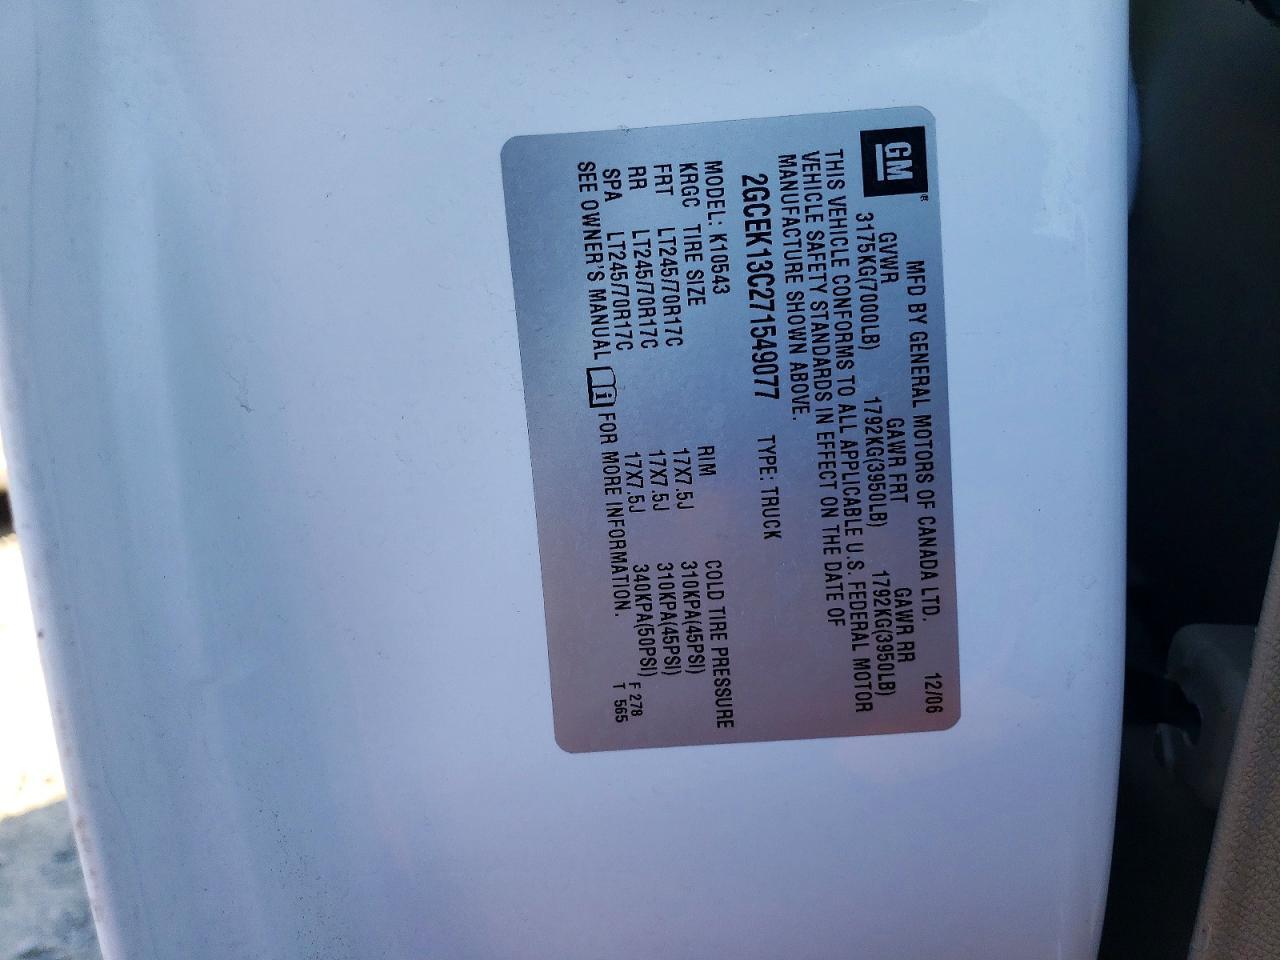 GM®
MFD BY GENERAL MOTORS OF CANADA LTD. 12/06
GVWR GAWR FRT GAWR RR
3175KG(7000LB) 1792KG(3950LB) 1792KG(3950LB)
THIS VEHICLE CONFORMS TO ALL APPLICABLE U.S. FEDERAL MOTOR
VEHICLE SAFETY STANDARDS IN EFFECT ON THE DATE OF
MANUFACTURE SHOWN ABOVE.
2GCEK13C271549077 TYPE: TRUCK
MODEL: K10543
KRGC TIRE SIZE RIM COLD TIRE PRESSURE
FRT LT245/70R17C 17X7.5J 310KPA(45PSI)
RR LT245/70R17C 17X7.5J 310KPA(45PSI)
SPA LT245/70R17C 17X7.5J 340KPA(50PSI) F 278
SEE OWNER'S MANUAL i FOR MORE INFORMATION. T 565